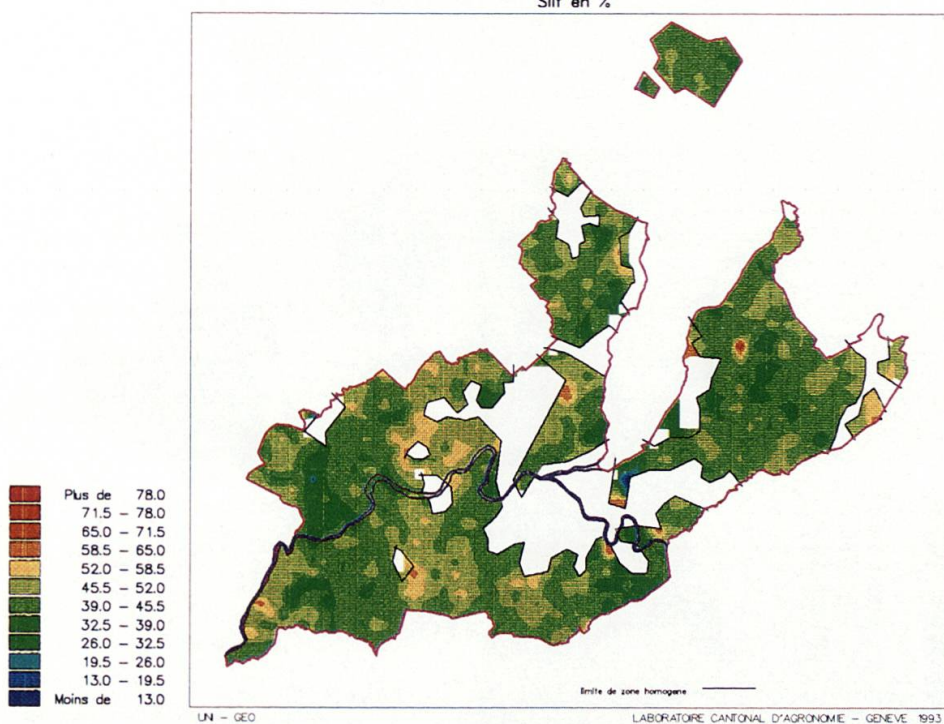 Silt en %
Plus de 78.0
71.5 - 78.0
65.0 - 71.5
58.5 - 65.0
52.0 - 58.5
45.5 - 52.0
39.0 - 45.5
32.5 - 39.0
26.0 - 32.5
19.5 - 26.0
13.0 - 19.5
Moins de 13.0
limite de zone homogene
UNI - GEO
LABORATOIRE CANTONAL D'AGRONOMIE - GENEVE 1993